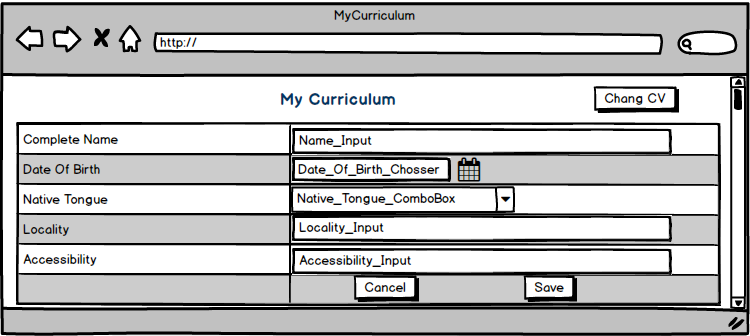 MyCurriculum
http://
My Curriculum
Chang CV
Complete Name
Name_Input
Date Of Birth
Date_Of_Birth_Chosser
Native Tongue
Native_Tongue_ComboBox
Locality
Locality_Input
Accessibility
Accessibility_Input
Cancel
Save